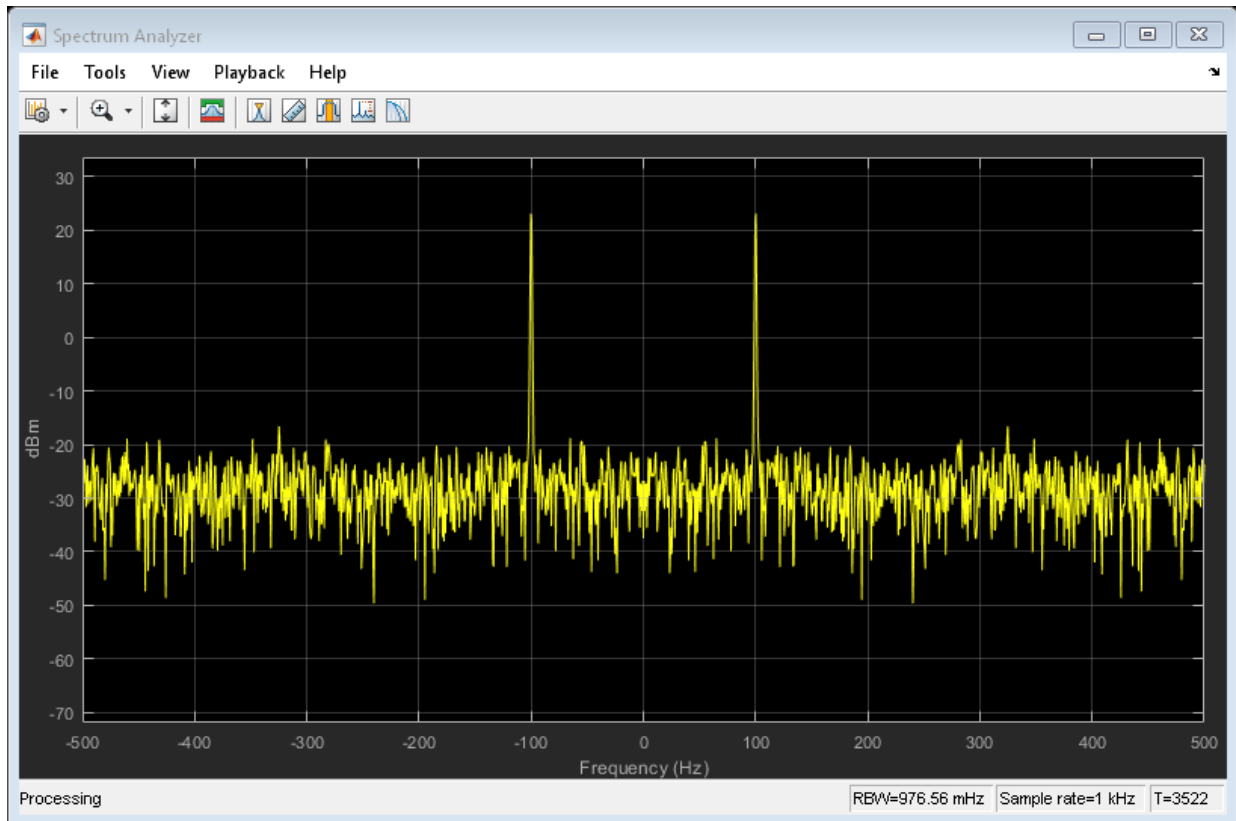 Spectrum Analyzer
File Tools View Playback Help
30
20
10
0
-10
-20
-30
-40
-50
-60
-70
dBm
-500 -400 -300 -200 -100 0 100 200 300 400 500
Frequency (Hz)
Processing RBW=976.56 mHz Sample rate=1 kHz T=3522